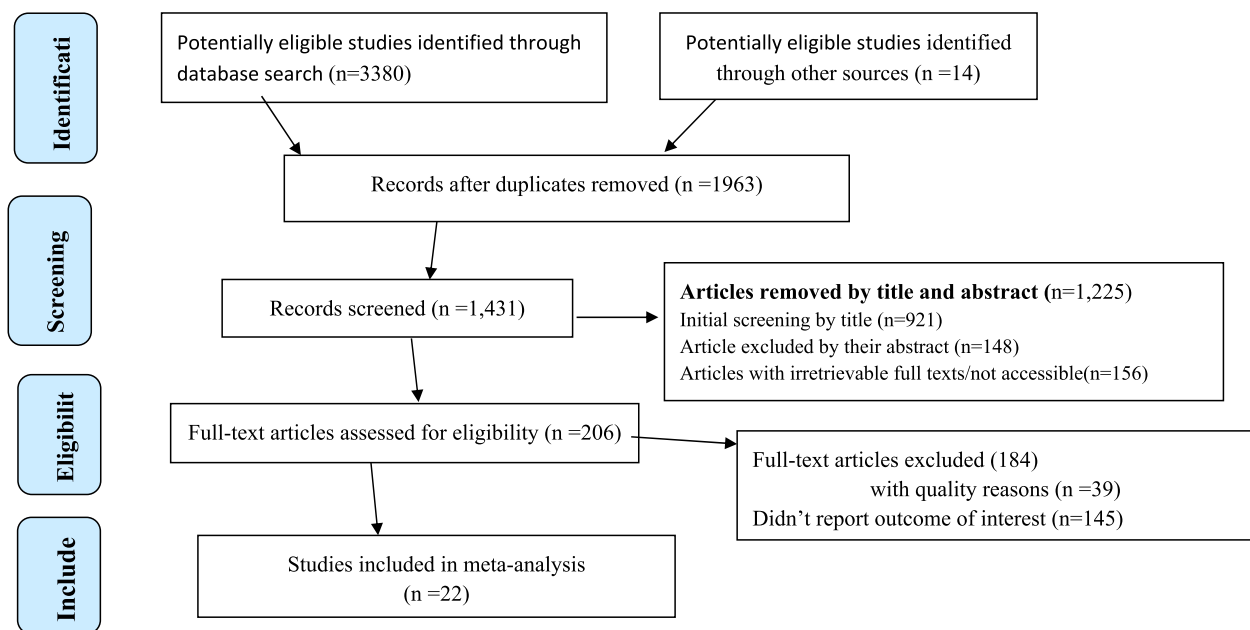 Identificati
Potentially eligible studies identified through
database search (n=3380)
Potentially eligible studies identified
through other sources (n =14)
Records after duplicates removed (n =1963)
Screening
Records screened (n =1,431)
Articles removed by title and abstract (n=1,225)
Initial screening by title (n=921)
Article excluded by their abstract (n=148)
Articles with irretrievable full texts/not accessible(n=156)
Eligibilit
Full-text articles assessed for eligibility (n =206)
Full-text articles excluded (184)
with quality reasons (n =39)
Didn’t report outcome of interest (n=145)
Include
Studies included in meta-analysis
(n =22)